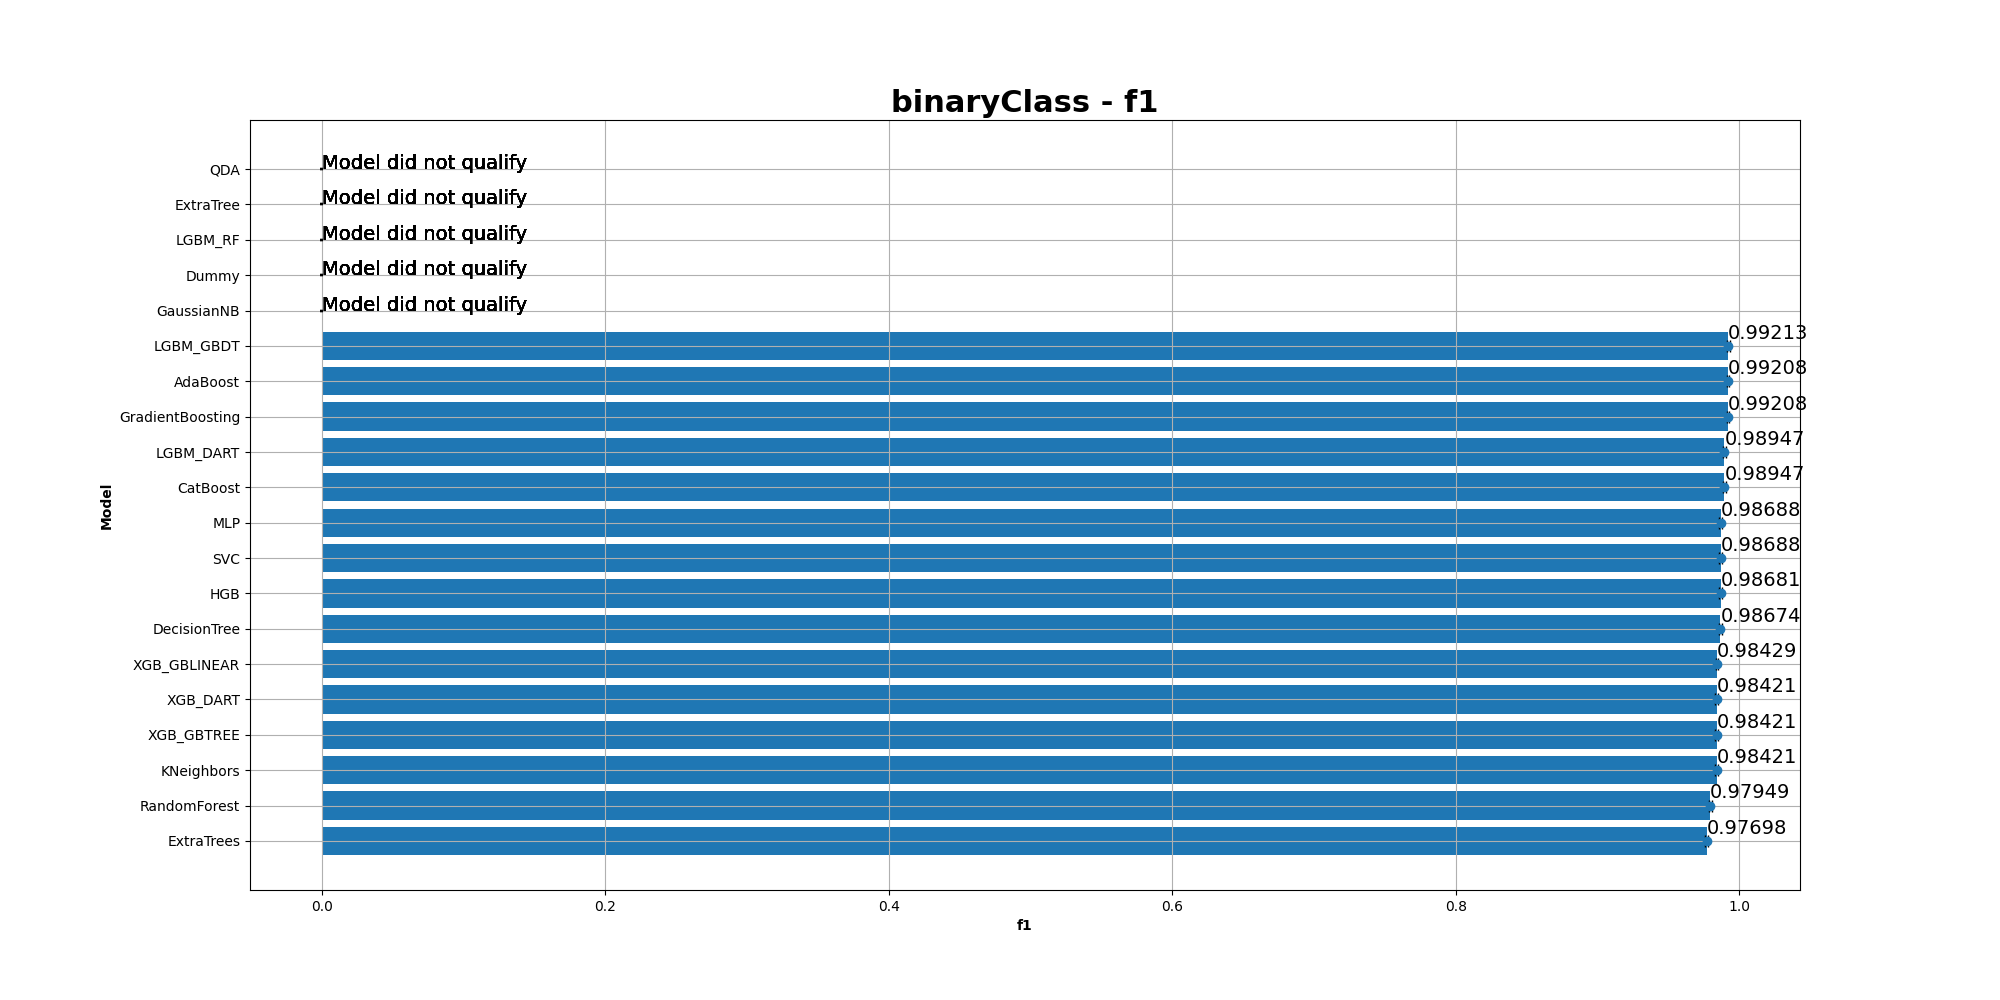 binaryClass - f1
QDA Model did not qualify
ExtraTree Model did not qualify
LGBM_RF Model did not qualify
Dummy Model did not qualify
GaussianNB Model did not qualify
LGBM_GBDT 0.99213
AdaBoost 0.99208
GradientBoosting 0.99208
LGBM_DART 0.98947
CatBoost 0.98947
MLP 0.98688
SVC 0.98688
HGB 0.98681
DecisionTree 0.98674
XGB_GBLINEAR 0.98429
XGB_DART 0.98421
XGB_GBTREE 0.98421
KNeighbors 0.98421
RandomForest 0.97949
ExtraTrees 0.97698
Model
0.0 0.2 0.4 0.6 0.8 1.0
f1